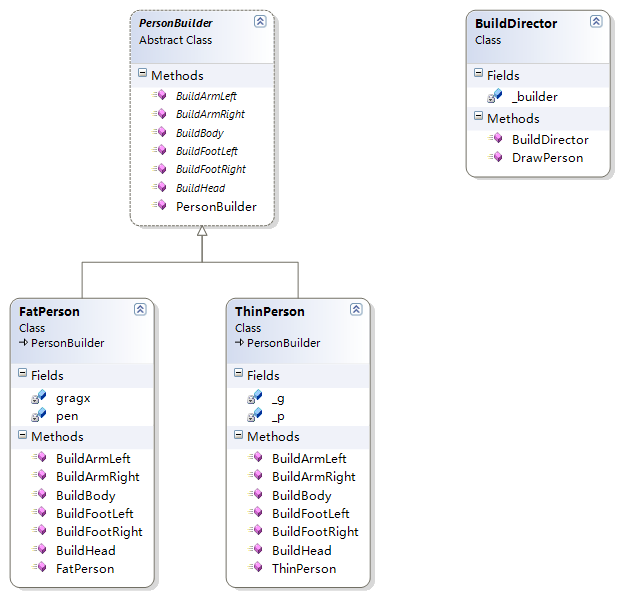 PersonBuilder
Abstract Class
Methods
BuildArmLeft
BuildArmRight
BuildBody
BuildFootLeft
BuildFootRight
BuildHead
PersonBuilder
BuildDirector
Class
Fields
_builder
Methods
BuildDirector
DrawPerson
FatPerson
Class
PersonBuilder
Fields
gragx
pen
Methods
BuildArmLeft
BuildArmRight
BuildBody
BuildFootLeft
BuildFootRight
BuildHead
FatPerson
ThinPerson
Class
PersonBuilder
Fields
_g
_p
Methods
BuildArmLeft
BuildArmRight
BuildBody
BuildFootLeft
BuildFootRight
BuildHead
ThinPerson